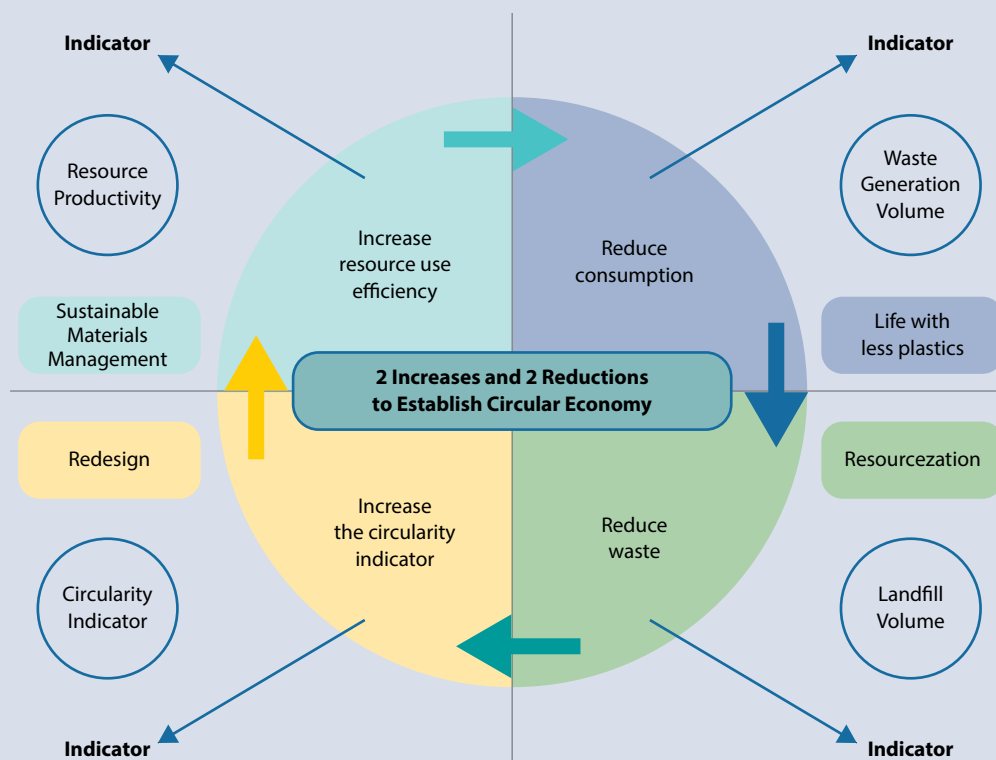 Indicator
Indicator
Resource
Productivity
Waste
Generation
Volume
Increase
resource use
efficiency
Reduce
consumption
Sustainable
Materials
Management
Life with
less plastics
2 Increases and 2 Reductions
to Establish Circular Economy
Redesign
Resourcezation
Increase
the circularity
indicator
Reduce
waste
Circularity
Indicator
Landfill
Volume
Indicator
Indicator